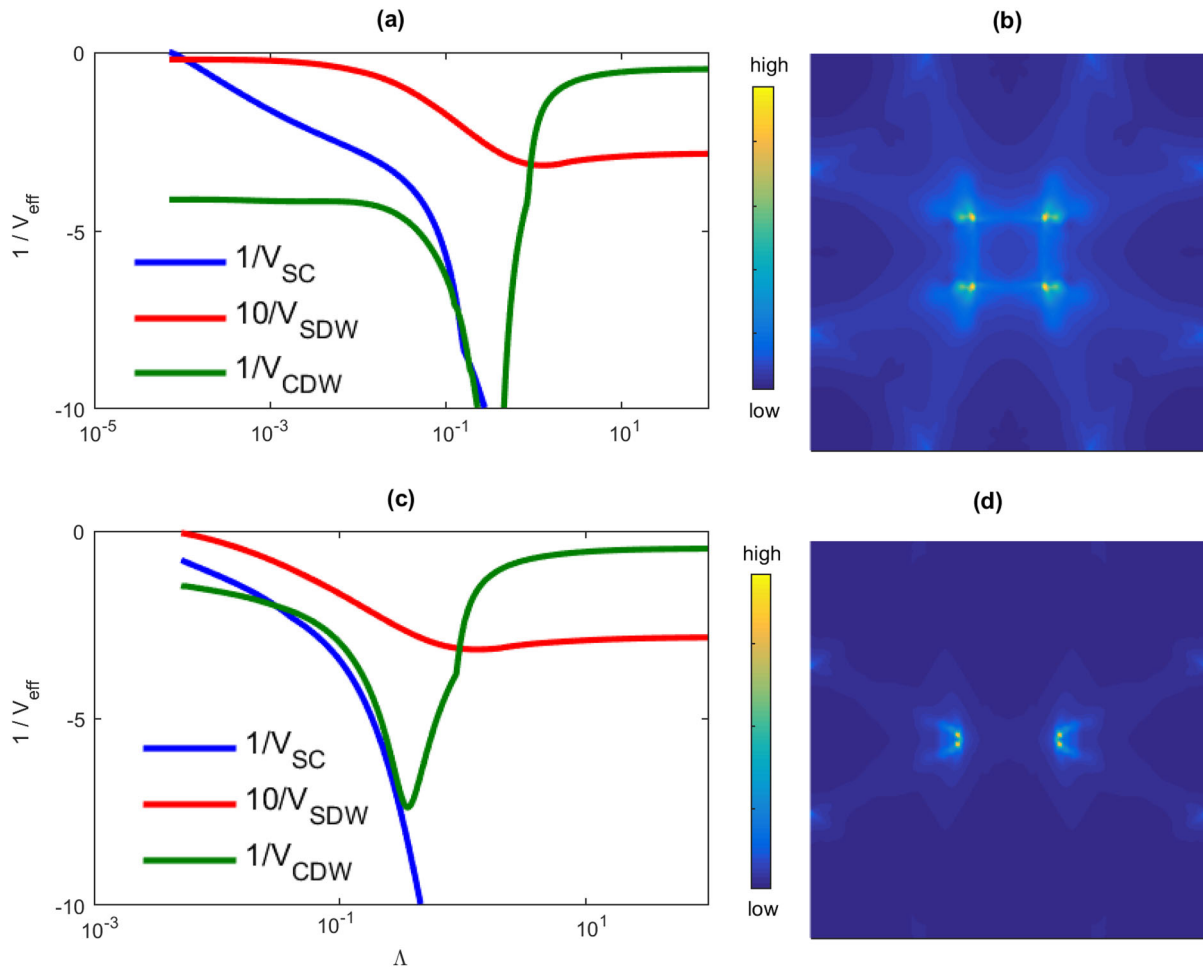 (a)
(b)
0
-5
-10
1 / V_eff
1/V_SC
10/V_SDW
1/V_CDW
10^-5
10^-3
10^-1
10^1
high
low
(c)
(d)
0
-5
-10
1 / V_eff
1/V_SC
10/V_SDW
1/V_CDW
10^-3
10^-1
10^1
Λ
high
low